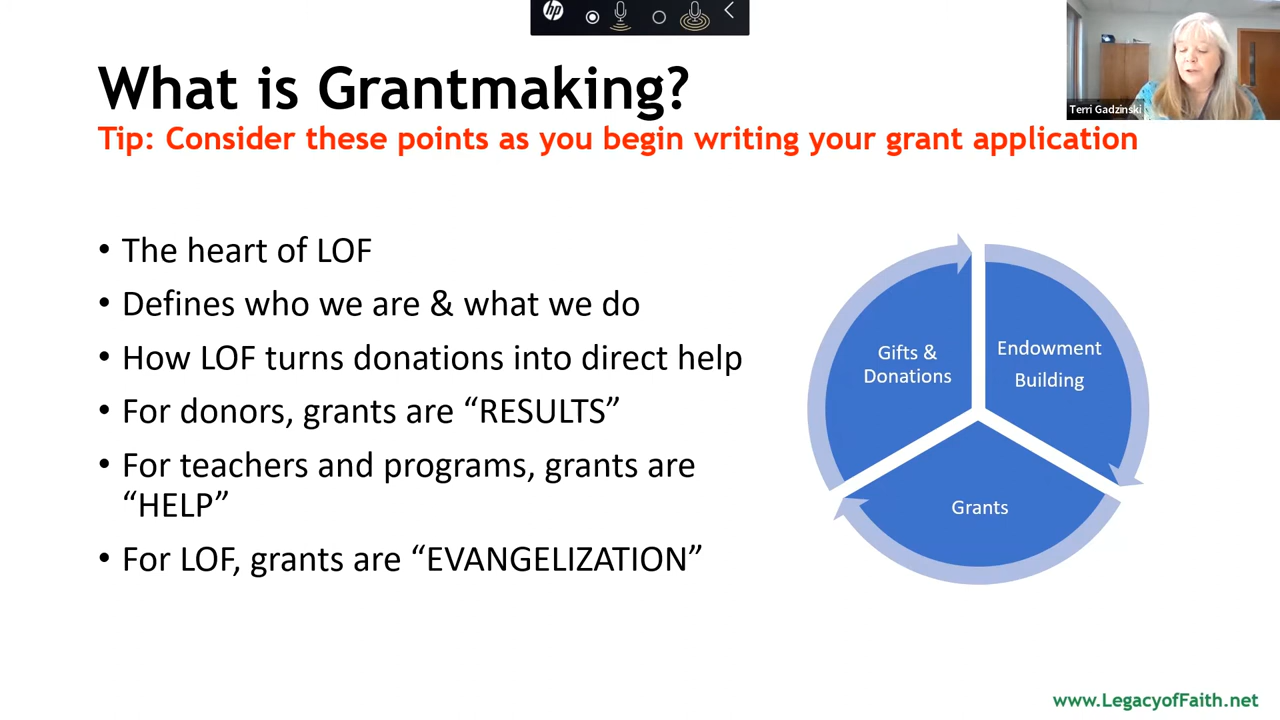 hp
Terri Gadzinski
What is Grantmaking?
Tip: Consider these points as you begin writing your grant application
• The heart of LOF
• Defines who we are & what we do
• How LOF turns donations into direct help
• For donors, grants are “RESULTS”
• For teachers and programs, grants are
“HELP”
• For LOF, grants are “EVANGELIZATION”
Gifts &
Donations
Endowment
Building
Grants
www.LegacyofFaith.net